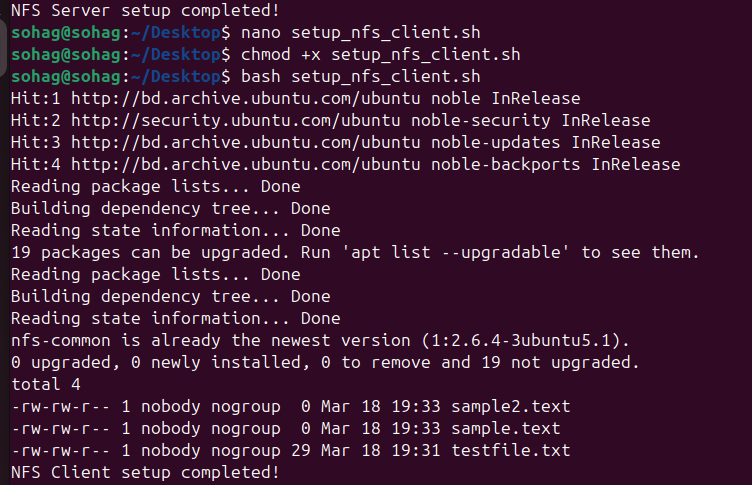 NFS Server setup completed!
sohag@sohag:~/Desktop$ nano setup_nfs_client.sh
sohag@sohag:~/Desktop$ chmod +x setup_nfs_client.sh
sohag@sohag:~/Desktop$ bash setup_nfs_client.sh
Hit:1 http://bd.archive.ubuntu.com/ubuntu noble InRelease
Hit:2 http://security.ubuntu.com/ubuntu noble-security InRelease
Hit:3 http://bd.archive.ubuntu.com/ubuntu noble-updates InRelease
Hit:4 http://bd.archive.ubuntu.com/ubuntu noble-backports InRelease
Reading package lists... Done
Building dependency tree... Done
Reading state information... Done
19 packages can be upgraded. Run 'apt list --upgradable' to see them.
Reading package lists... Done
Building dependency tree... Done
Reading state information... Done
nfs-common is already the newest version (1:2.6.4-3ubuntu5.1).
0 upgraded, 0 newly installed, 0 to remove and 19 not upgraded.
total 4
-rw-rw-r-- 1 nobody nogroup  0 Mar 18 19:33 sample2.text
-rw-rw-r-- 1 nobody nogroup  0 Mar 18 19:33 sample.text
-rw-rw-r-- 1 nobody nogroup 29 Mar 18 19:31 testfile.txt
NFS Client setup completed!